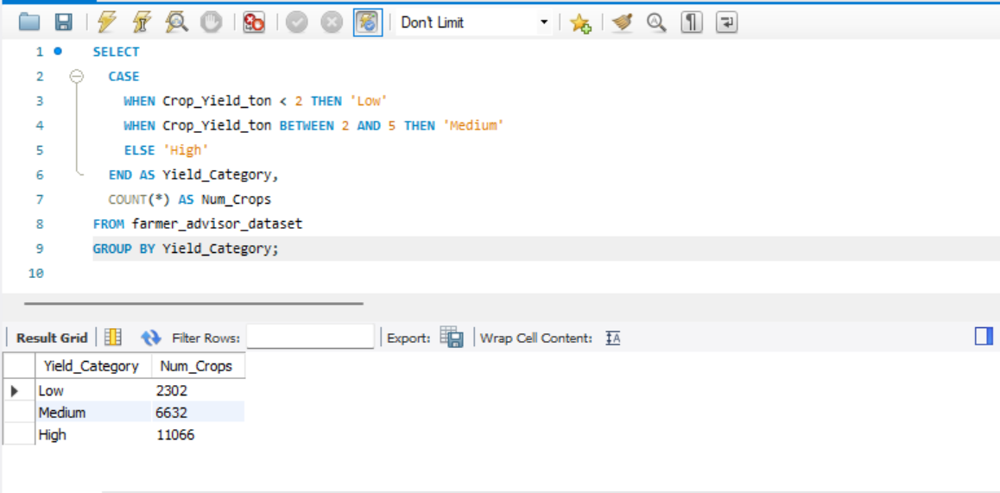 Don't Limit
1 SELECT
2 CASE
3 WHEN Crop_Yield_ton < 2 THEN 'Low'
4 WHEN Crop_Yield_ton BETWEEN 2 AND 5 THEN 'Medium'
5 ELSE 'High'
6 END AS Yield_Category,
7 COUNT(*) AS Num_Crops
8 FROM farmer_advisor_dataset
9 GROUP BY Yield_Category;
10
Result Grid Filter Rows: Export: Wrap Cell Content:
Yield_Category Num_Crops
Low 2302
Medium 6632
High 11066